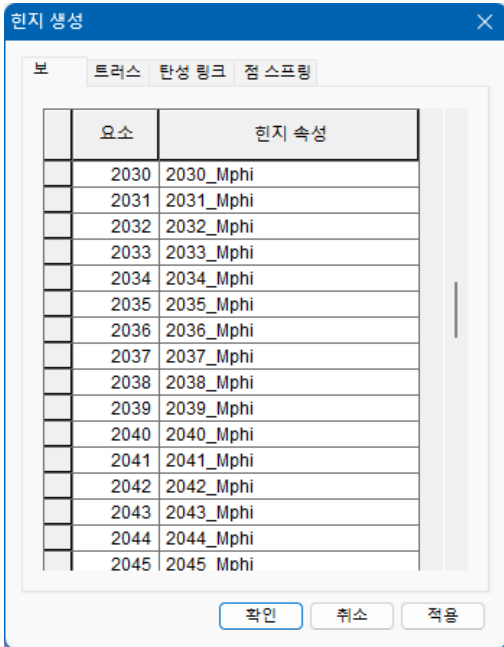 힌지 생성
보 트러스 탄성 링크 점 스프링
요소 힌지 속성
2030 2030_Mphi
2031 2031_Mphi
2032 2032_Mphi
2033 2033_Mphi
2034 2034_Mphi
2035 2035_Mphi
2036 2036_Mphi
2037 2037_Mphi
2038 2038_Mphi
2039 2039_Mphi
2040 2040_Mphi
2041 2041_Mphi
2042 2042_Mphi
2043 2043_Mphi
2044 2044_Mphi
2045 2045_Mphi
확인 취소 적용